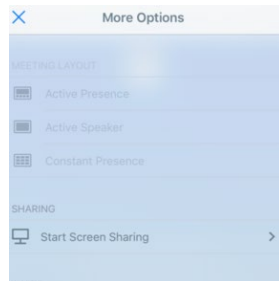 More Options
MEETING LAYOUT
Active Presence
Active Speaker
Constant Presence
SHARING
Start Screen Sharing